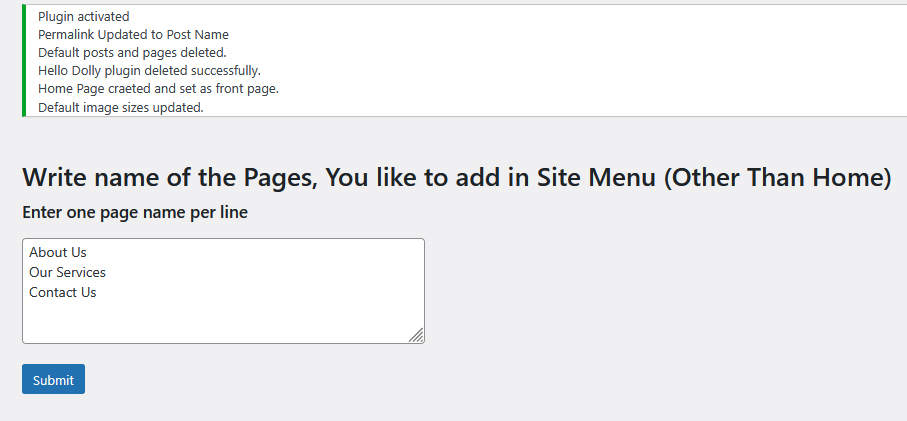 Plugin activated
Permalink Updated to Post Name
Default posts and pages deleted.
Hello Dolly plugin deleted successfully.
Home Page craeted and set as front page.
Default image sizes updated.
Write name of the Pages, You like to add in Site Menu (Other Than Home)
Enter one page name per line
About Us
Our Services
Contact Us
Submit